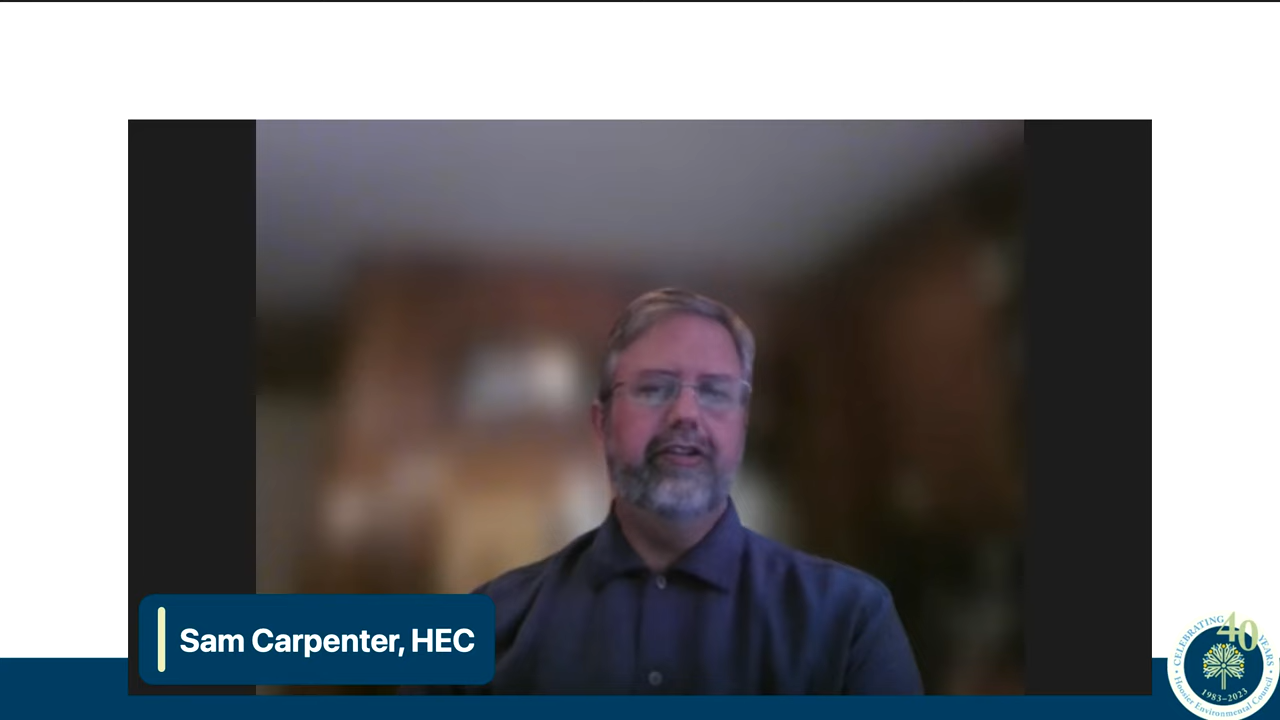 Sam Carpenter, HEC
CELEBRATING 40 YEARS
1983–2023
Hoosier Environmental Council